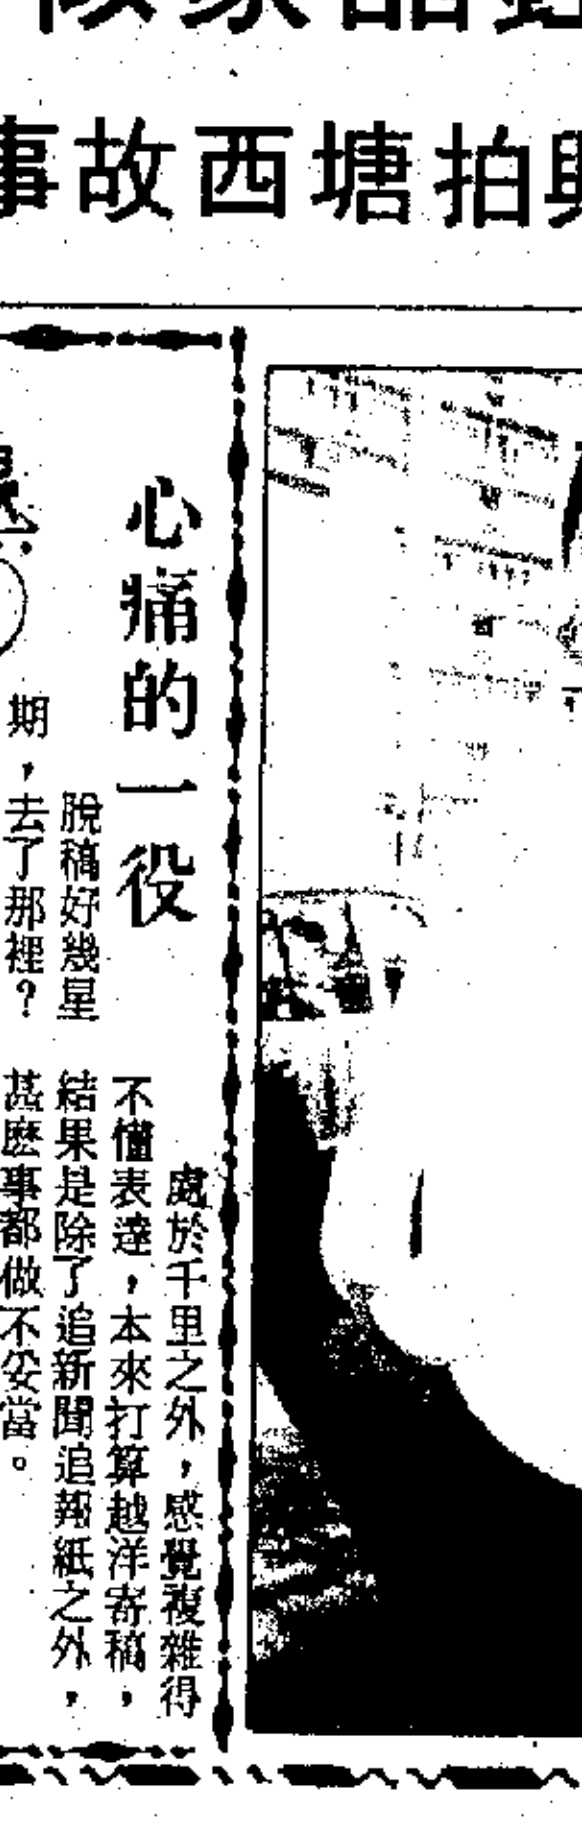 事故西塘拍與
心痛的一役
脫稿好幾星
期，去了那裡？
處於千里之外，感覺複雜得
不懂表達，本來打算越洋寄稿，
結果是除了追新聞追報紙之外，
甚麽事都做不妥當。